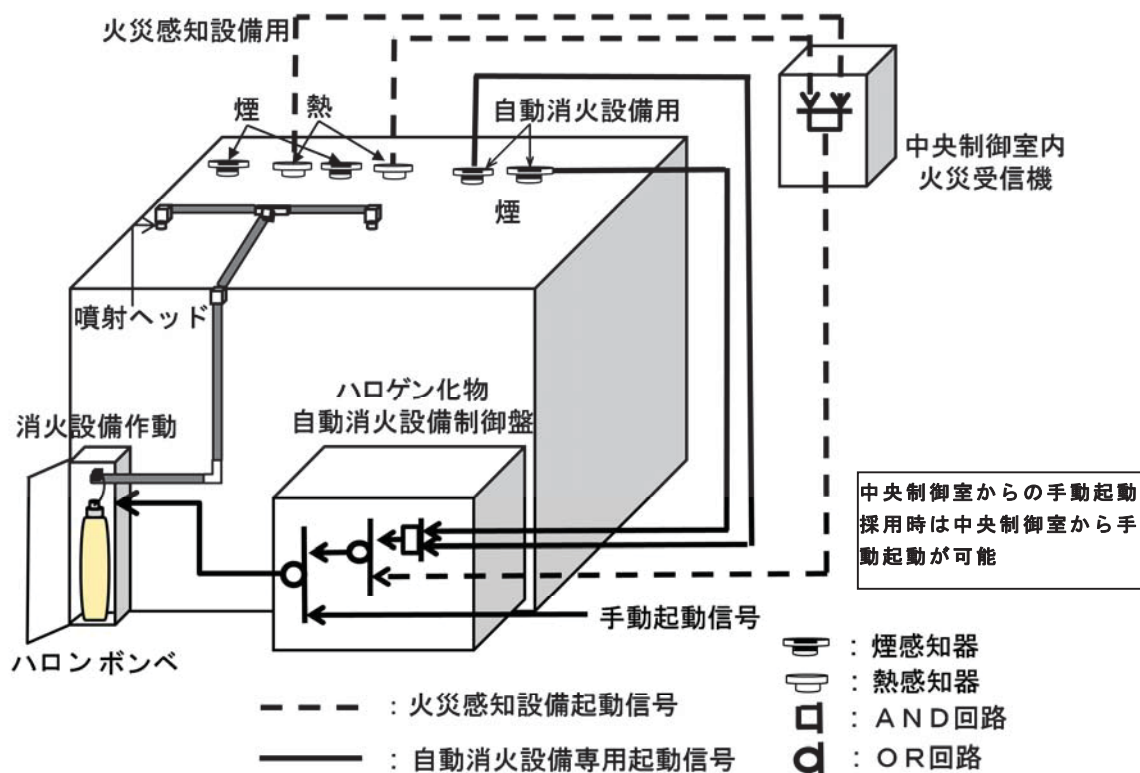 火災感知設備用
煙
熱
自動消火設備用
煙
中央制御室内
火災受信機
噴射ヘッド
ハロゲン化物
自動消火設備制御盤
消火設備作動
中央制御室からの手動起動
採用時は中央制御室から手
動起動が可能
手動起動信号
ハロンボンベ
：煙感知器
：熱感知器
：火災感知設備起動信号
：ＡＮＤ回路
：自動消火設備専用起動信号
：ＯＲ回路